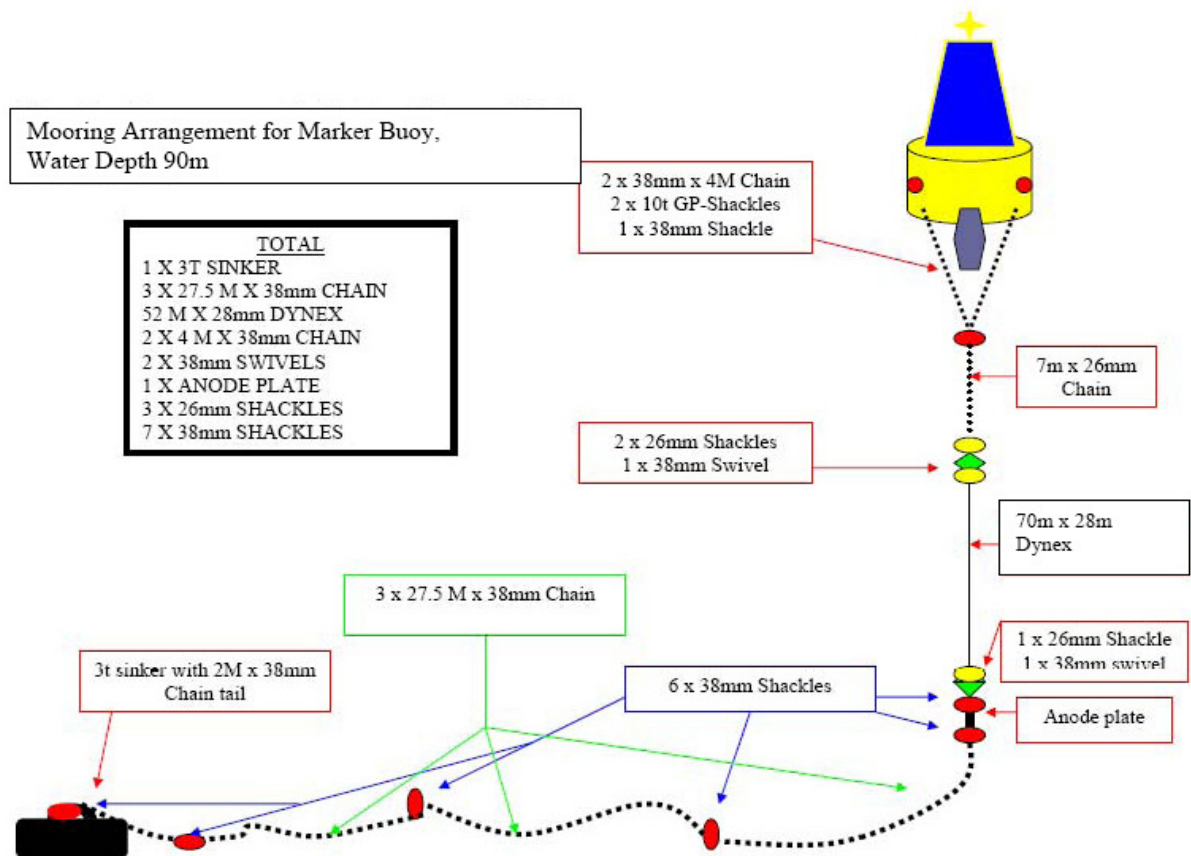 Mooring Arrangement for Marker Buoy,
Water Depth 90m
2 x 38mm x 4M Chain
2 x 10t GP-Shackles
1 x 38mm Shackle
TOTAL
1 X 3T SINKER
3 X 27.5 M X 38mm CHAIN
52 M X 28mm DYNEX
2 X 4 M X 38mm CHAIN
2 X 38mm SWIVELS
1 X ANODE PLATE
3 X 26mm SHACKLES
7 X 38mm SHACKLES
7m x 26mm
Chain
2 x 26mm Shackles
1 x 38mm Swivel
70m x 28m
Dynex
3 x 27.5 M x 38mm Chain
1 x 26mm Shackle
1 x 38mm swivel
3t sinker with 2M x 38mm
Chain tail
6 x 38mm Shackles
Anode plate